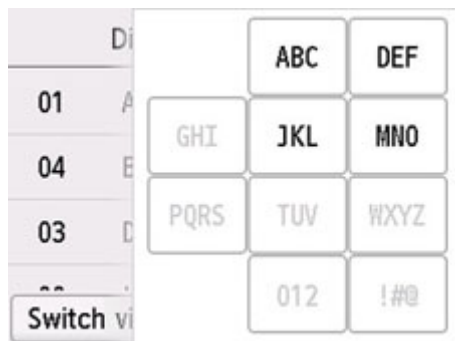 Di
ABC DEF
01 A
GHI JKL MNO
04 E
PQRS TUV WXYZ
03 D
012 !#@
Switch vi